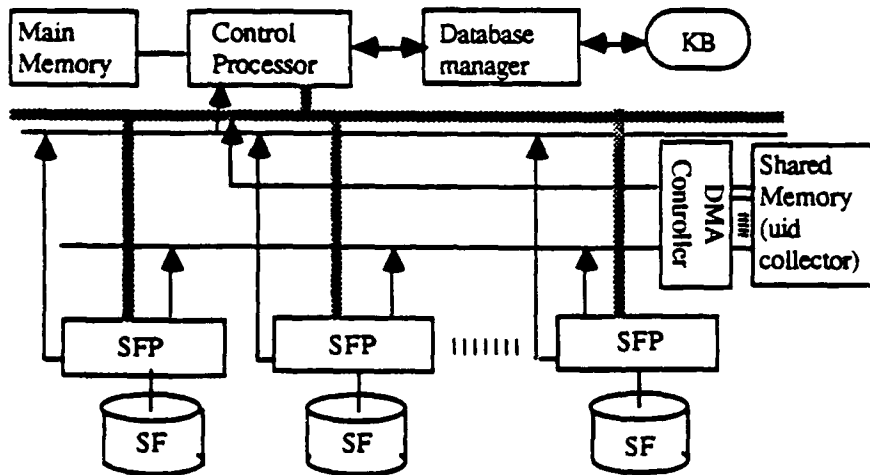 Main
Memory
Control
Processor
Database
manager
KB
DMA
Controller
Shared
Memory
(uid
collector)
SFP
SFP
SFP
SF
SF
SF